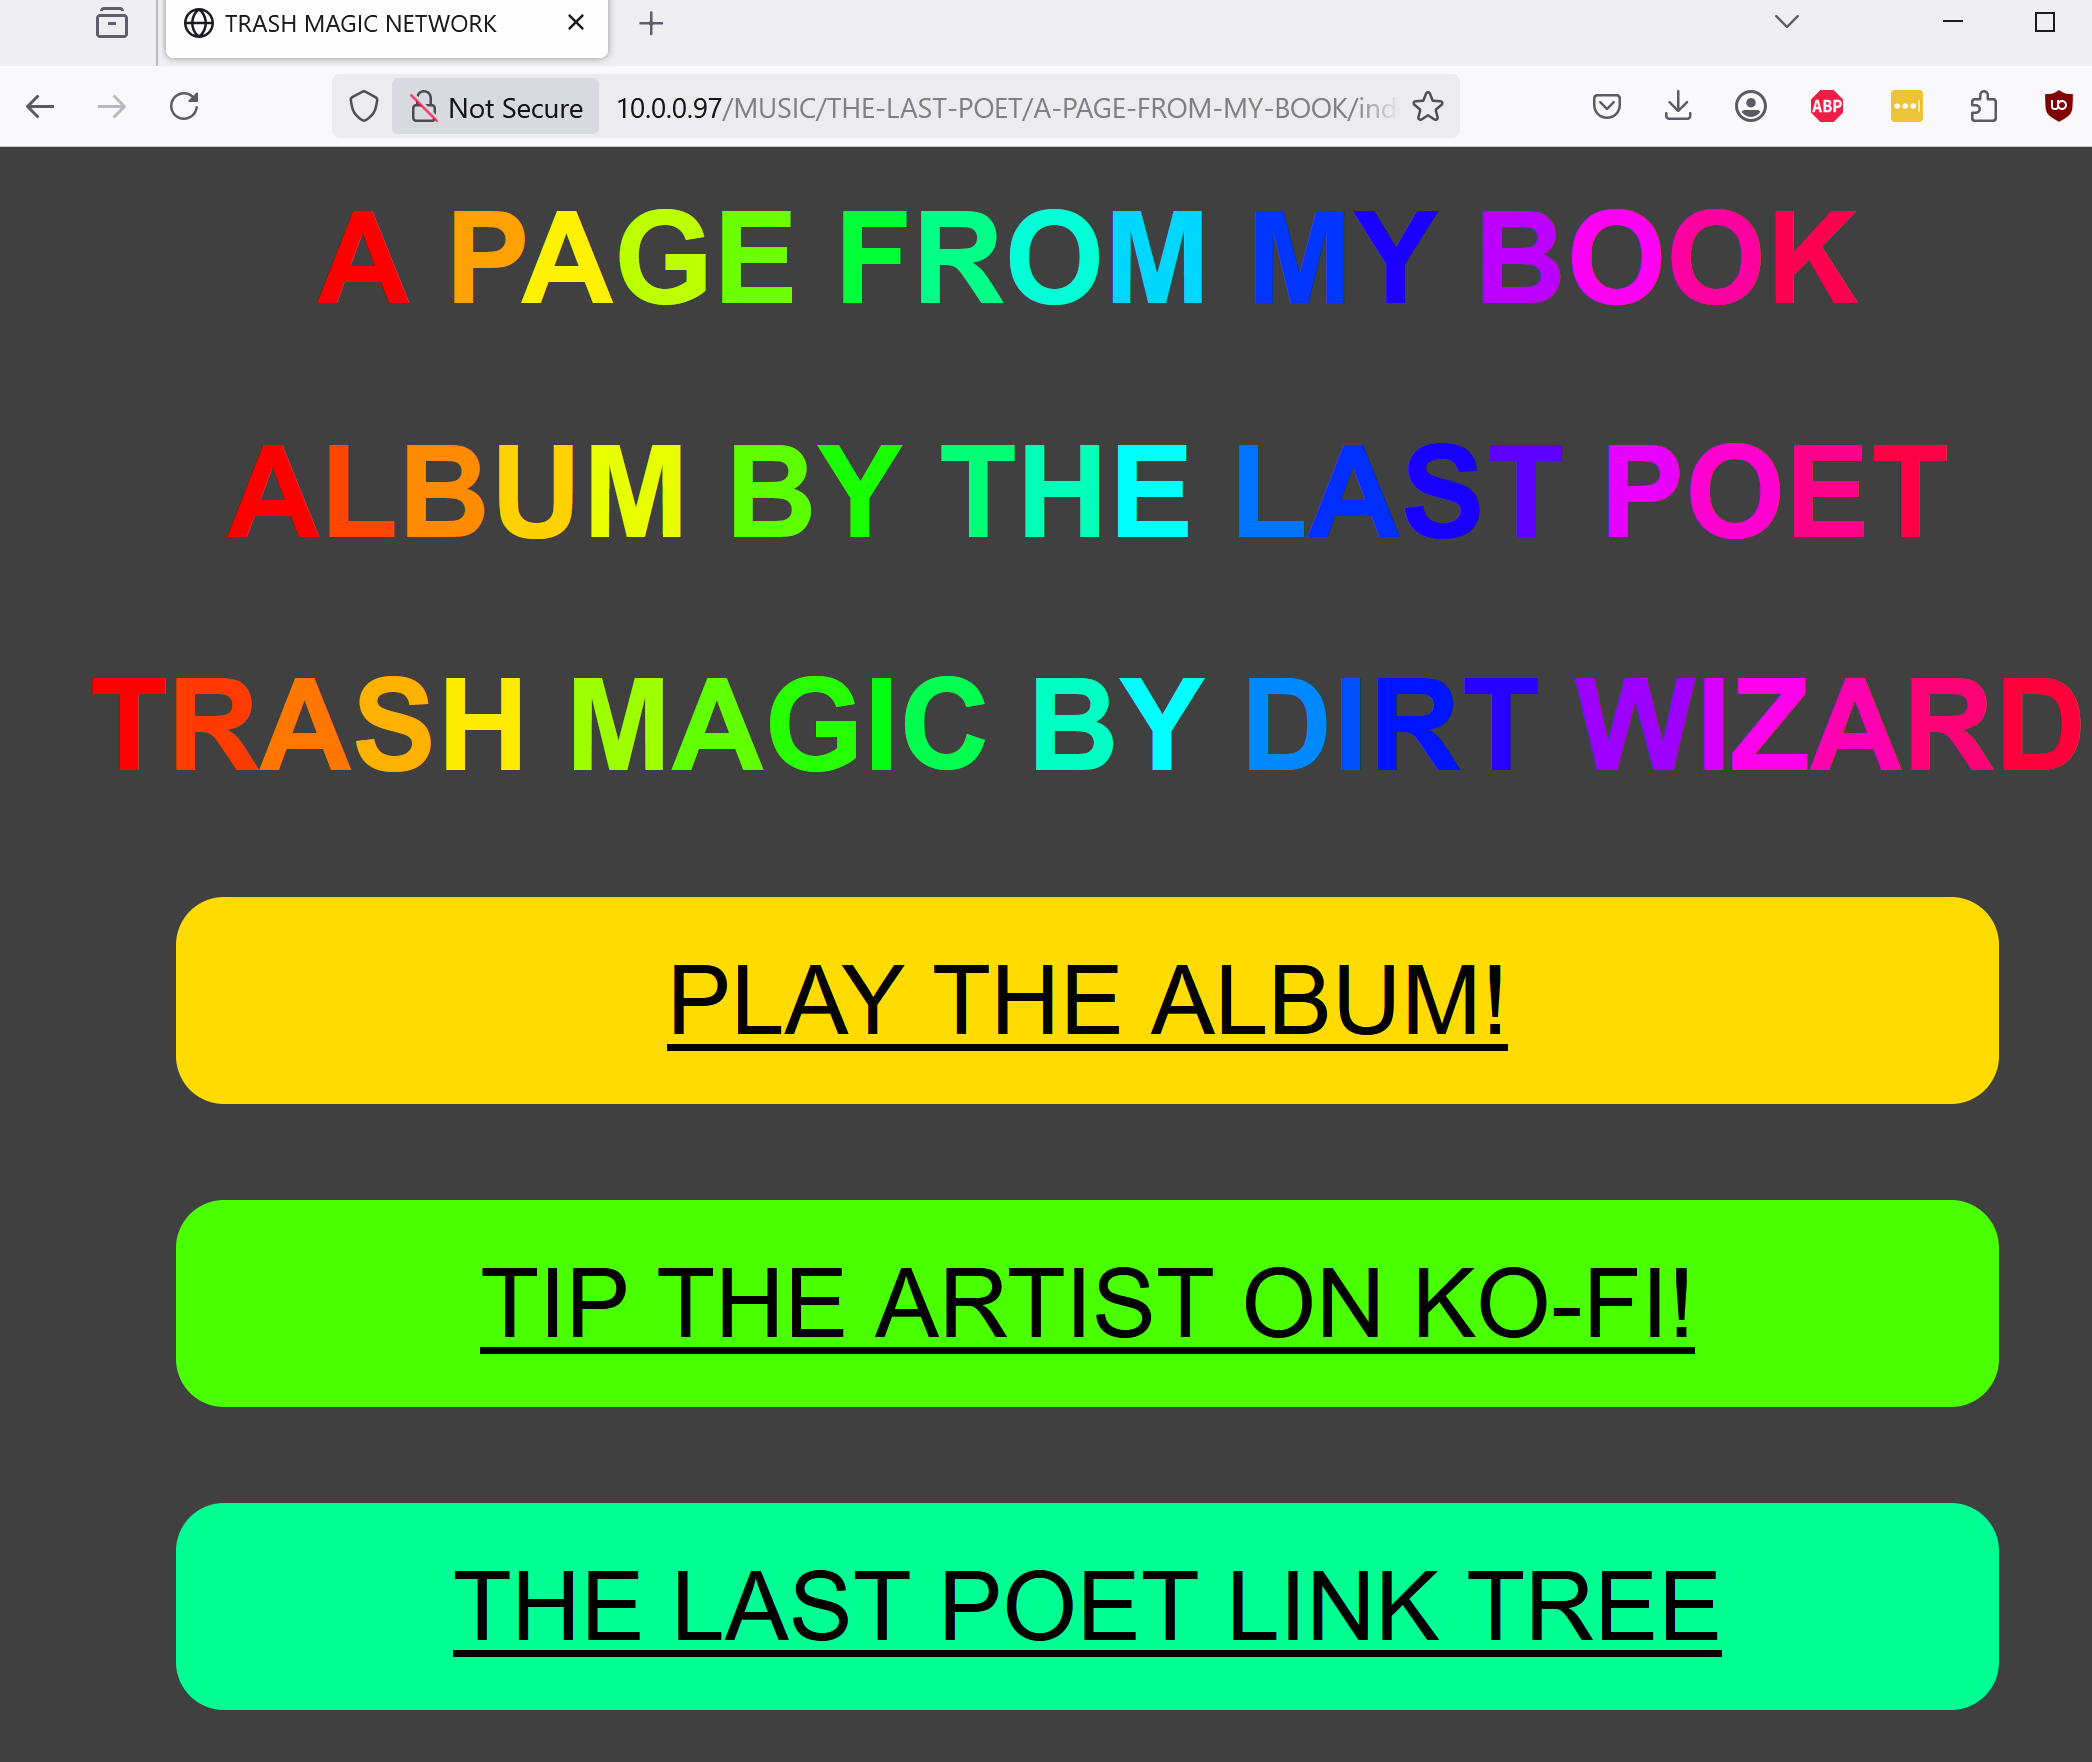 TRASH MAGIC NETWORK
Not Secure 10.0.0.97/MUSIC/THE-LAST-POET/A-PAGE-FROM-MY-BOOK/ind
ABP
A PAGE FROM MY BOOK
ALBUM BY THE LAST POET
TRASH MAGIC BY DIRT WIZARD
PLAY THE ALBUM!
TIP THE ARTIST ON KO-FI!
THE LAST POET LINK TREE